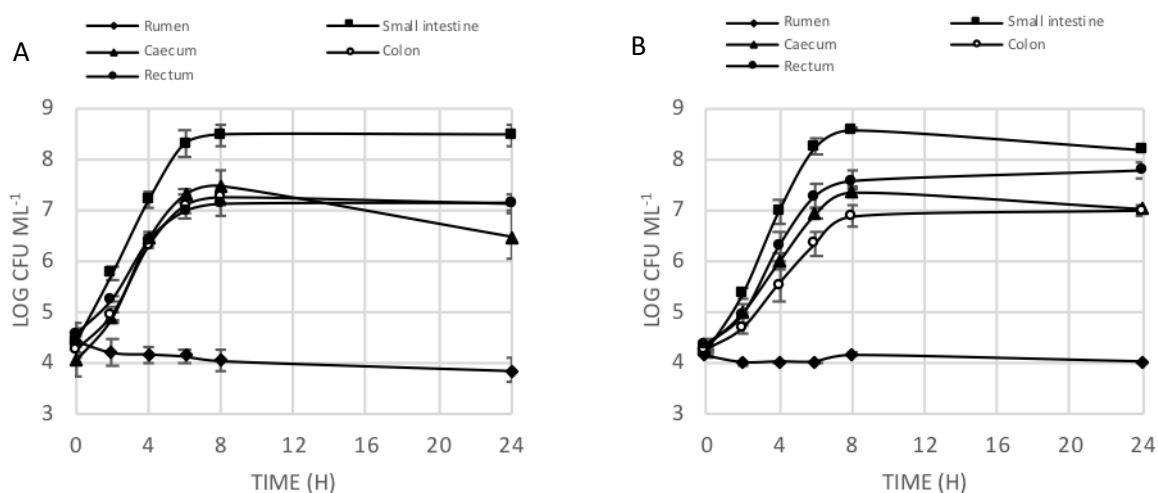 A
Rumen
Small intestine
Caecum
Colon
Rectum
LOG CFU ML⁻¹
9
8
7
6
5
4
3
0
4
8
12
16
20
24
TIME (H)
B
Rumen
Small intestine
Caecum
Colon
Rectum
LOG CFU ML⁻¹
9
8
7
6
5
4
3
0
4
8
12
16
20
24
TIME (H)